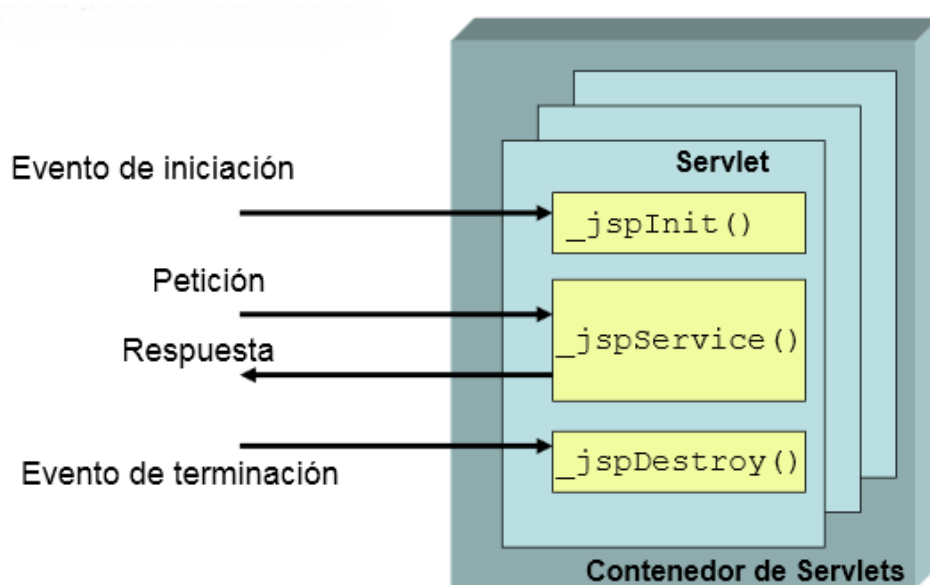 Servlet
Evento de iniciación
_jspInit()
Petición
_jspService()
Respuesta
_jspDestroy()
Evento de terminación
Contenedor de Servlets